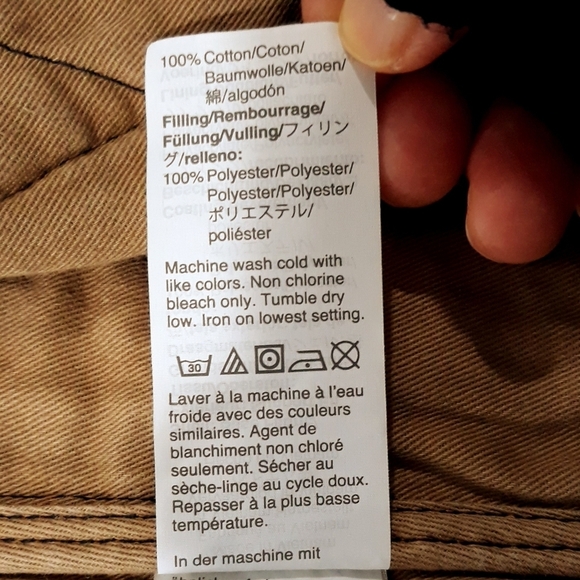 100% Cotton/Coton/
Baumwolle/Katoen/
綿/algodón
Filling/Rembourrage/
Füllung/Vulling/フィリン
グ/relleno:
100% Polyester/Polyester/
Polyester/Polyester/
ポリエステル/
poliéster
Machine wash cold with
like colors. Non chlorine
bleach only. Tumble dry
low. Iron on lowest setting.
30
Laver à la machine à l'eau
froide avec des couleurs
similaires. Agent de
blanchiment non chloré
seulement. Sécher au
sèche-linge au cycle doux.
Repasser à la plus basse
température.
In der maschine mit